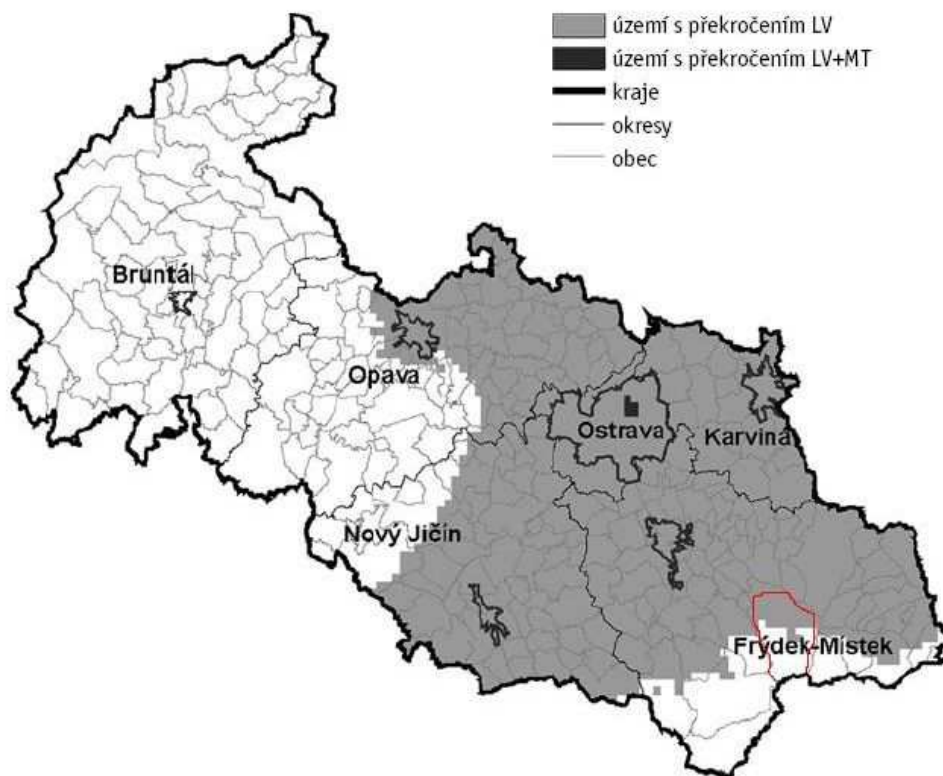 území s překročením LV
území s překročením LV+MT
kraje
okresy
obec
Bruntál
Opava
Ostrava
Karviná
Nový Jičín
Frýdek-Místek